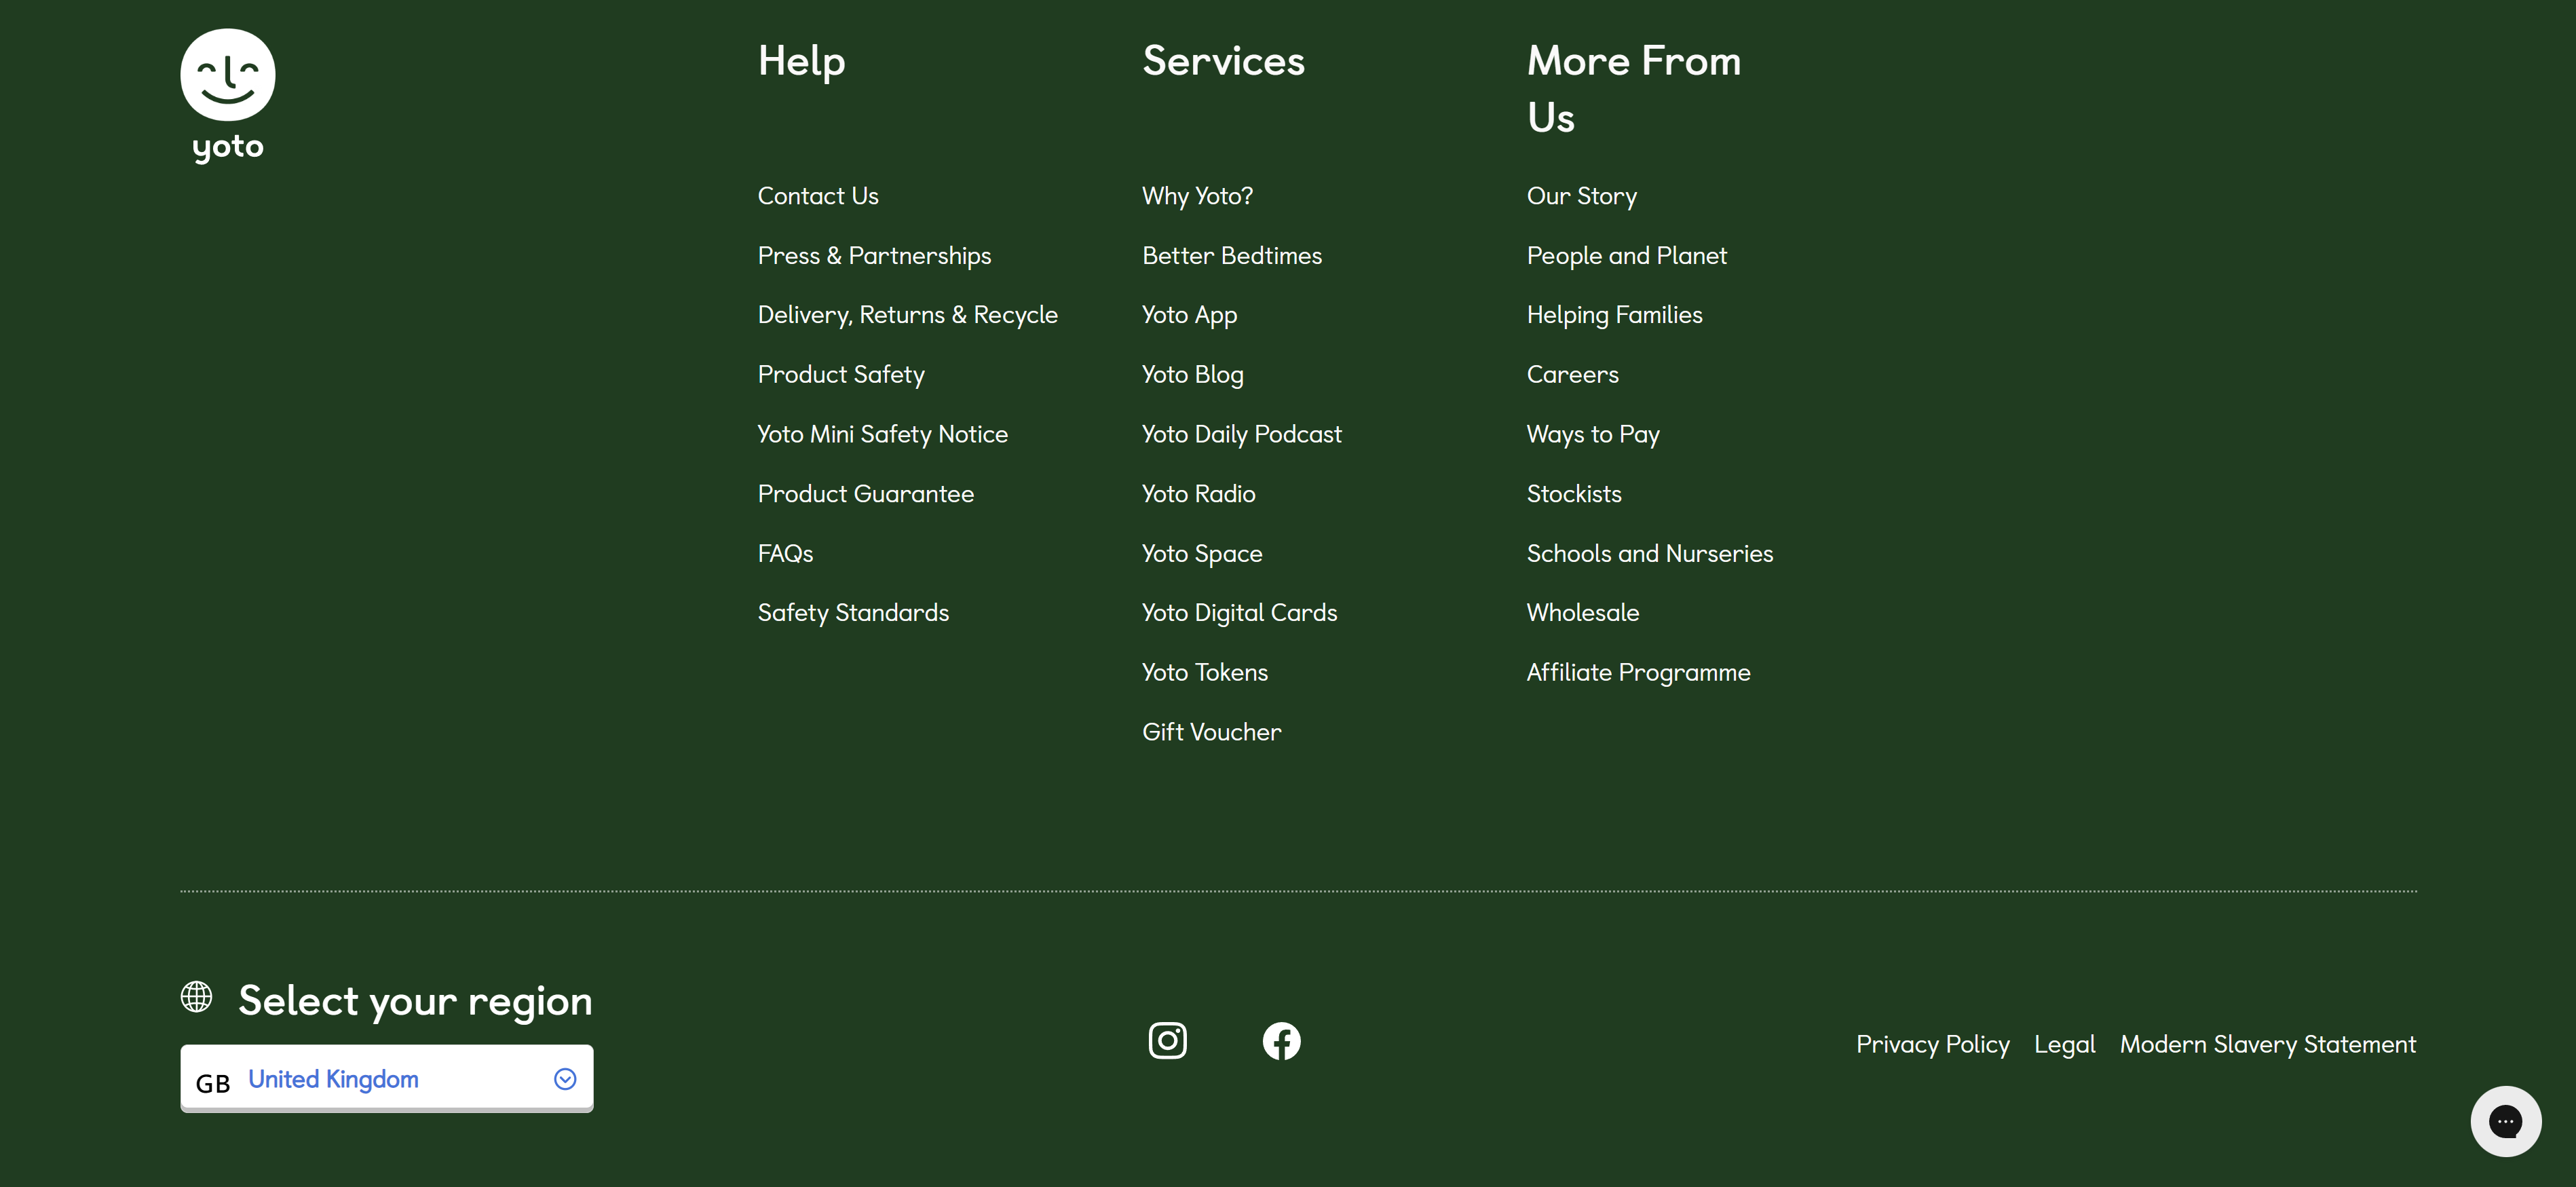 yoto
Help
Contact Us
Press & Partnerships
Delivery, Returns & Recycle
Product Safety
Yoto Mini Safety Notice
Product Guarantee
FAQs
Safety Standards
Services
Why Yoto?
Better Bedtimes
Yoto App
Yoto Blog
Yoto Daily Podcast
Yoto Radio
Yoto Space
Yoto Digital Cards
Yoto Tokens
Gift Voucher
More From
Us
Our Story
People and Planet
Helping Families
Careers
Ways to Pay
Stockists
Schools and Nurseries
Wholesale
Affiliate Programme
Select your region
GB United Kingdom
Privacy Policy Legal Modern Slavery Statement